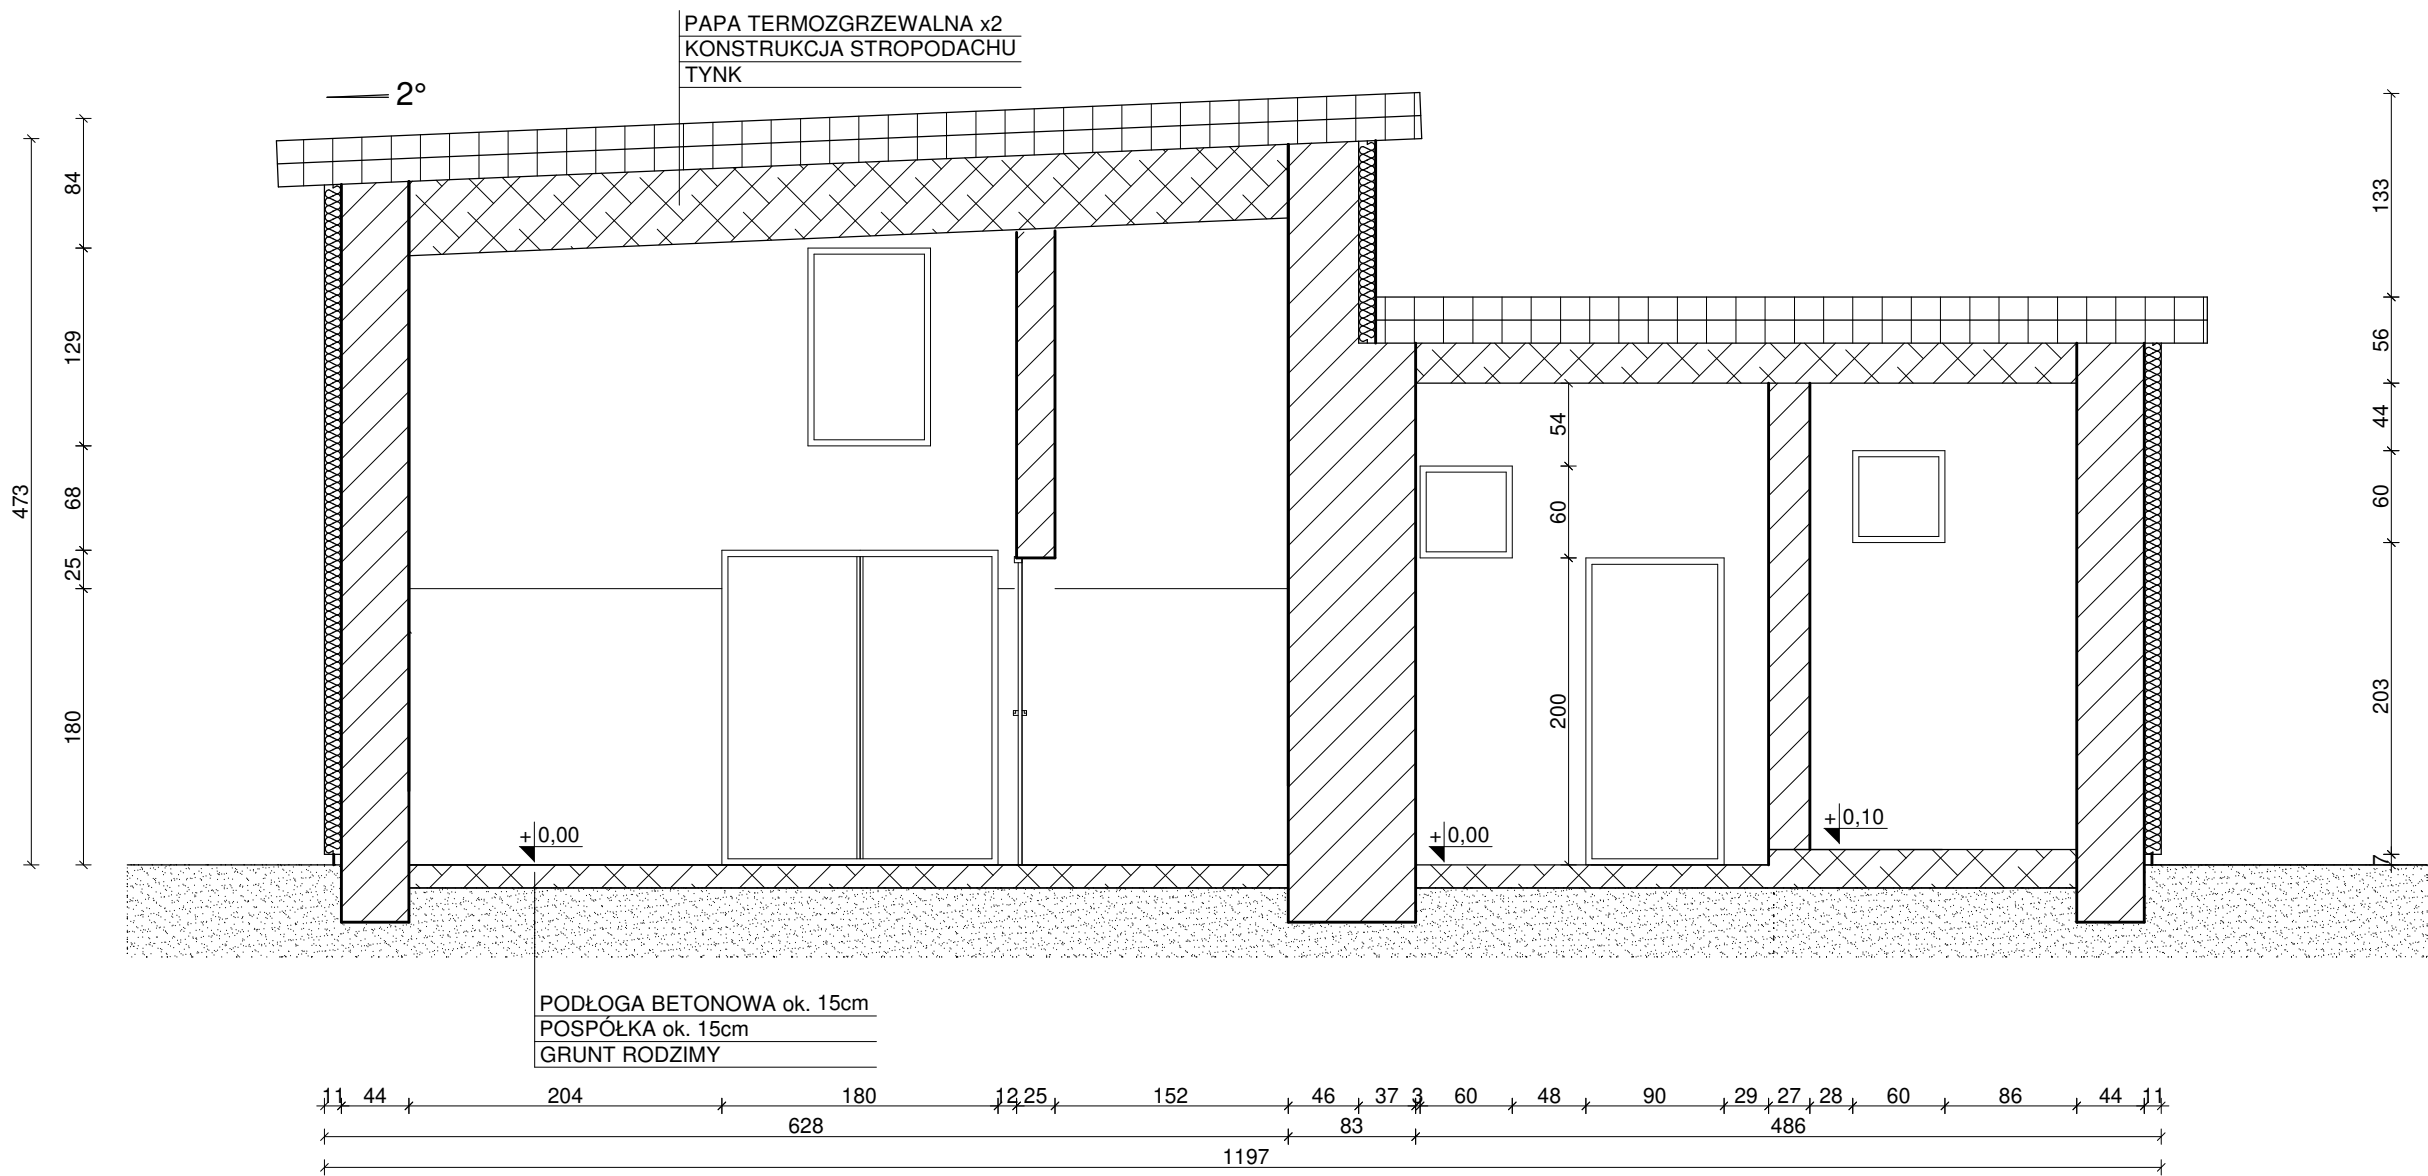 PAPA TERMOZGRZEWALNA x2
KONSTRUKCJA STROPODACHU
TYNK
2°
473
84
129
68
25
180
133
56
44
60
203
7
54
60
200
+0,00
+0,00
+0,10
PODŁOGA BETONOWA ok. 15cm
POSPÓŁKA ok. 15cm
GRUNT RODZIMY
11 44 204 180 12 25 152 46 37 3 60 48 90 29 27 28 60 86 44 11
628 83 486
1197